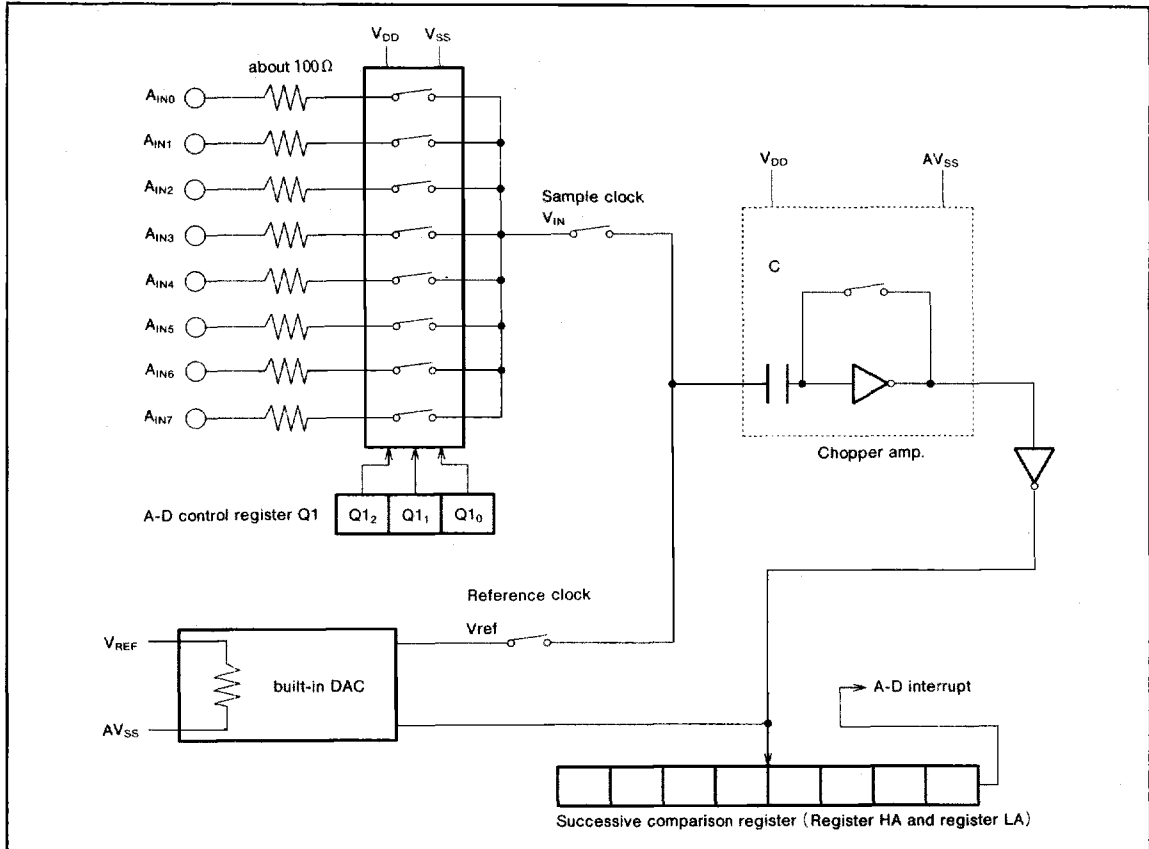 V_DD
V_SS
about 100Ω
A_IN0
A_IN1
A_IN2
A_IN3
A_IN4
A_IN5
A_IN6
A_IN7
Sample clock
V_IN
V_DD
AV_SS
C
Chopper amp.
A-D control register Q1
Q1_2
Q1_1
Q1_0
Reference clock
Vref
V_REF
built-in DAC
AV_SS
A-D interrupt
Successive comparison register (Register HA and register LA)